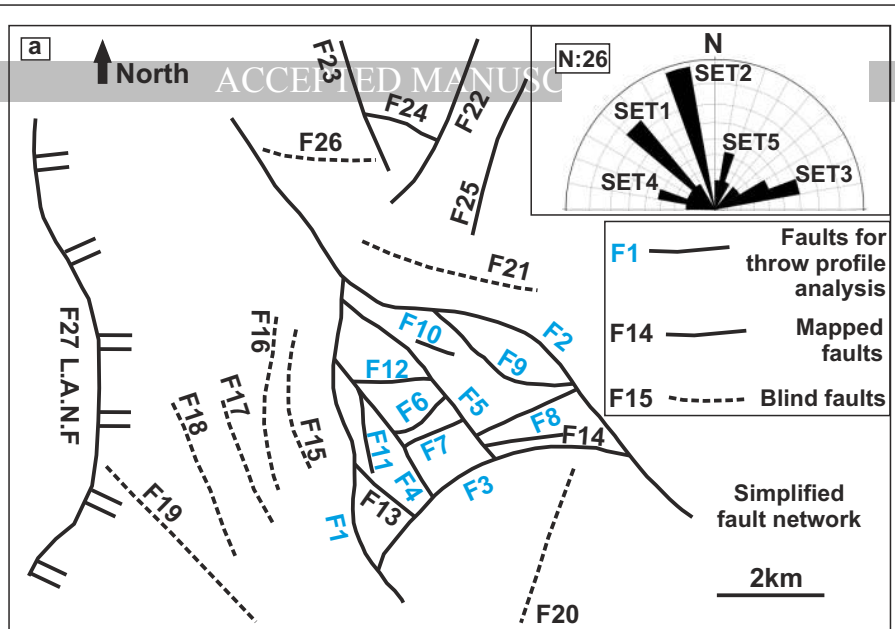 a
North
ACCEPTED MANUSC
N:26
N
SET2
SET1
SET5
SET3
SET4
F1
Faults for
throw profile
analysis
F14
Mapped
faults
F15
Blind faults
F23
F24
F22
F26
F25
F21
F27 L.A.N.F
F16
F10
F2
F9
F12
F17
F18
F15
F6
F5
F8
F14
F11
F7
F4
F3
F19
F13
F1
F20
Simplified
fault network
2km